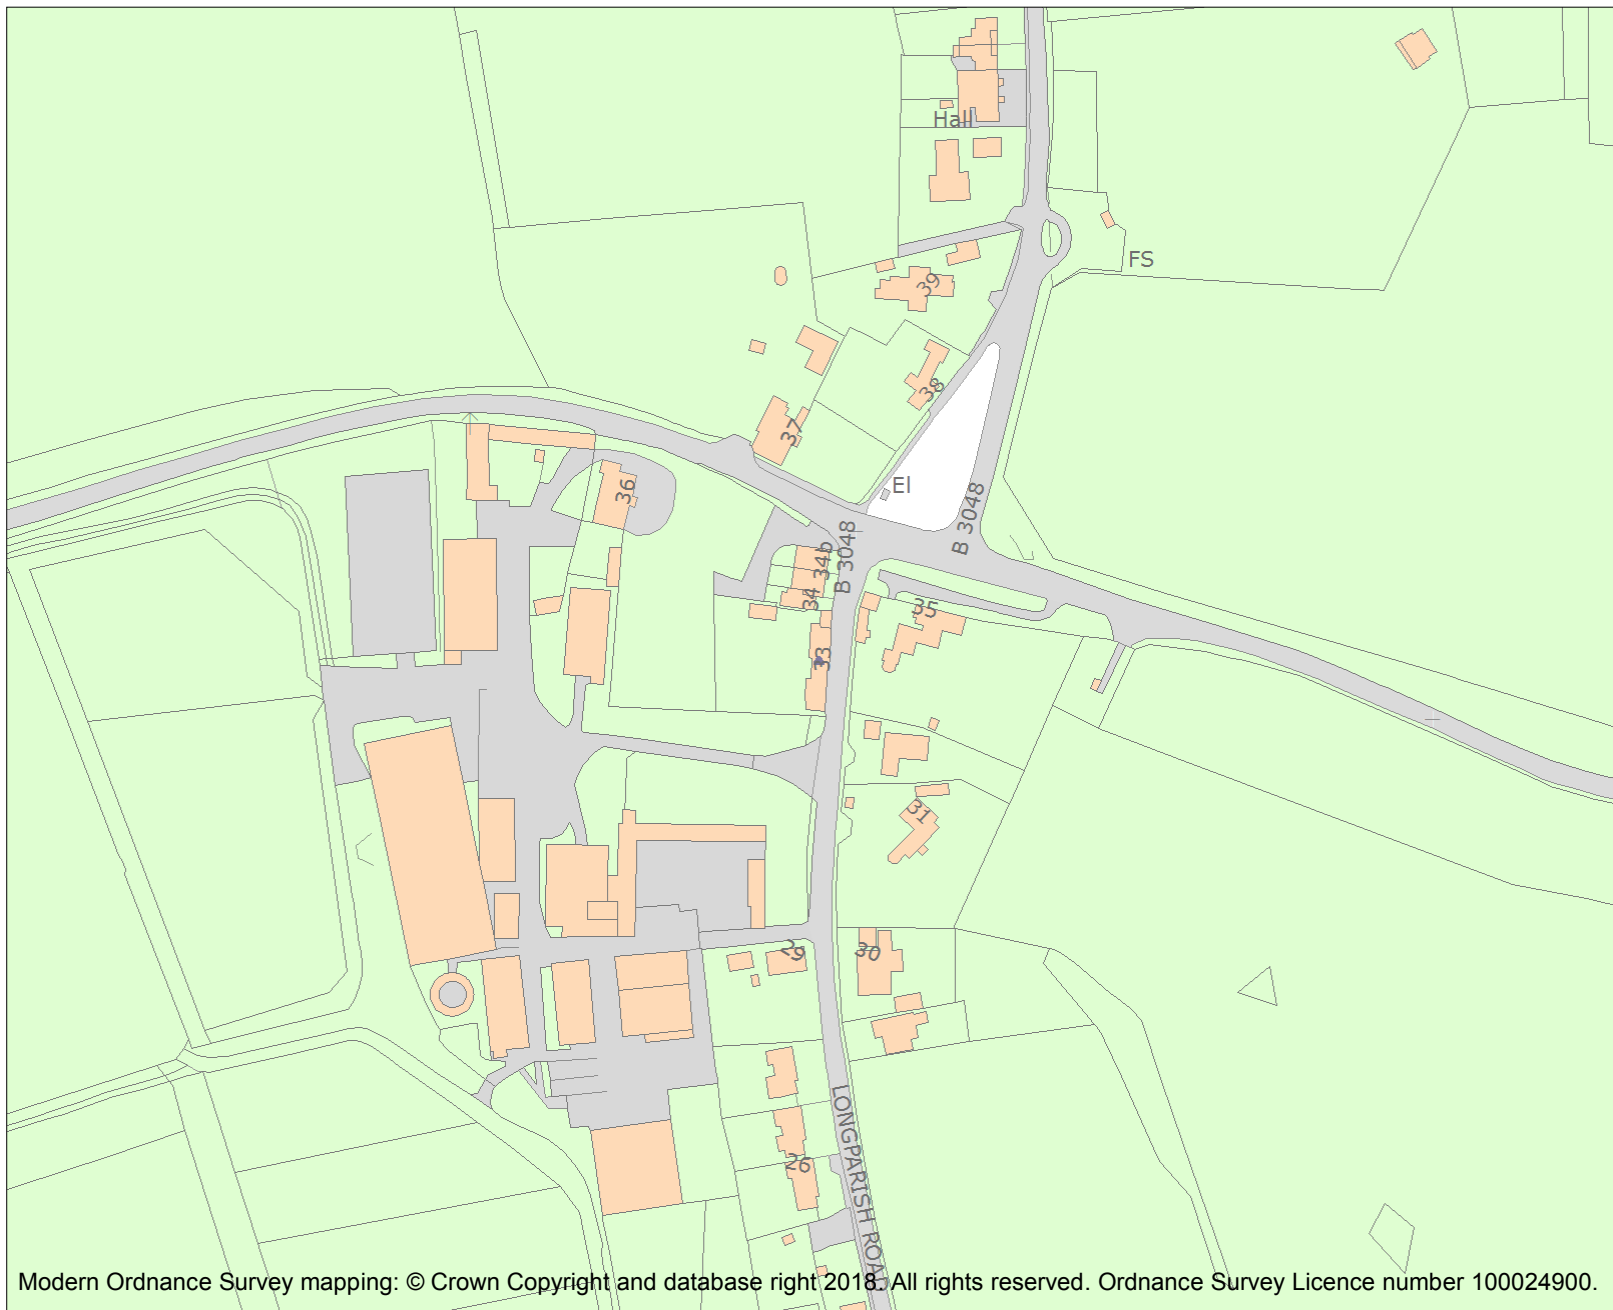 Hall
FS
39
38
37
36
El
B 3048
B 3048
34b
34
35
33
31
29
30
26
LONGPARISH ROAD
Modern Ordnance Survey mapping: © Crown Copyright and database right 2018. All rights reserved. Ordnance Survey Licence number 100024900.